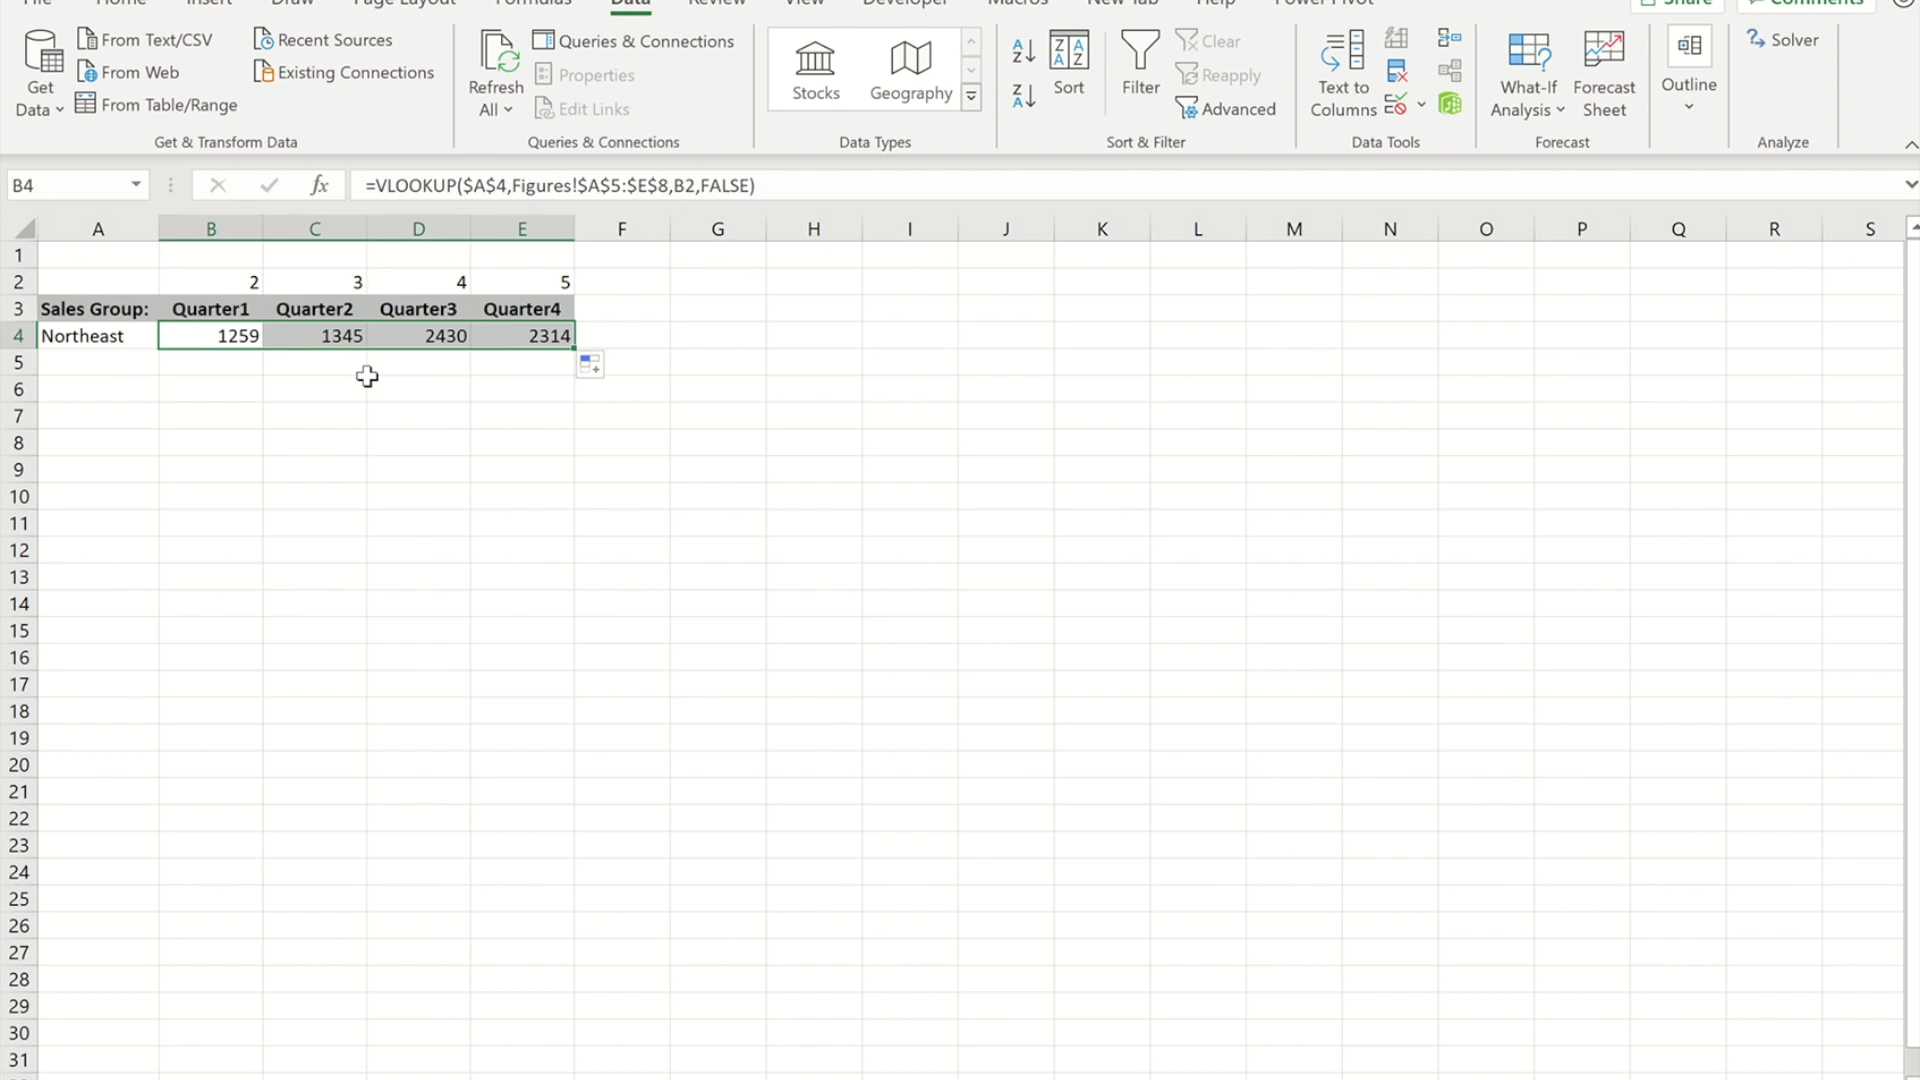 File Home Insert Draw Page Layout Formulas Data Review View Developer Macros New Tab Help Power Pivot Share Comments
From Text/CSV Recent Sources Queries & Connections Clear Solver
From Web Existing Connections Properties Reapply
Get Data From Table/Range Refresh All Edit Links Stocks Geography Sort Filter Advanced Text to Columns What-If Analysis Forecast Sheet Outline
Get & Transform Data Queries & Connections Data Types Sort & Filter Data Tools Forecast Analyze
B4 fx =VLOOKUP($A$4,Figures!$A$5:$E$8,B2,FALSE)
A B C D E F G H I J K L M N O P Q R S
1
2 2 3 4 5
3 Sales Group: Quarter1 Quarter2 Quarter3 Quarter4
4 Northeast 1259 1345 2430 2314
5
6
7
8
9
10
11
12
13
14
15
16
17
18
19
20
21
22
23
24
25
26
27
28
29
30
31